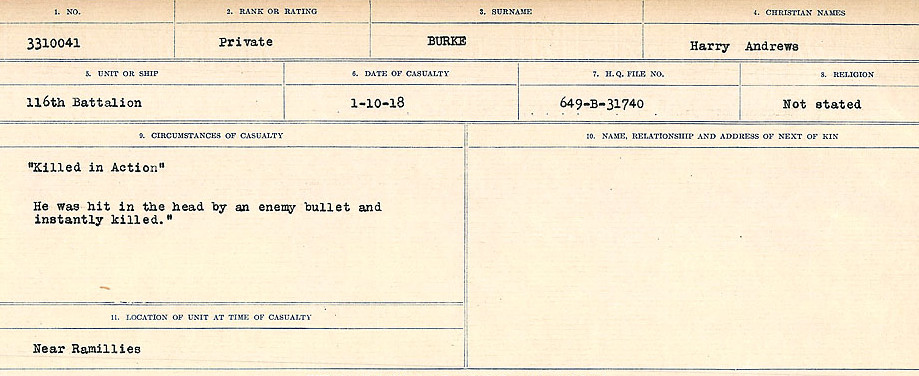 1. NO. 2. RANK OR RATING 3. SURNAME 4. CHRISTIAN NAMES
3310041 Private BURKE Harry Andrews
5. UNIT OR SHIP 6. DATE OF CASUALTY 7. H.Q. FILE NO. 8. RELIGION
116th Battalion 1-10-18 649-B-31740 Not stated
9. CIRCUMSTANCES OF CASUALTY 10. NAME, RELATIONSHIP AND ADDRESS OF NEXT OF KIN
"Killed in Action"
He was hit in the head by an enemy bullet and
instantly killed."
11. LOCATION OF UNIT AT TIME OF CASUALTY
Near Ramillies